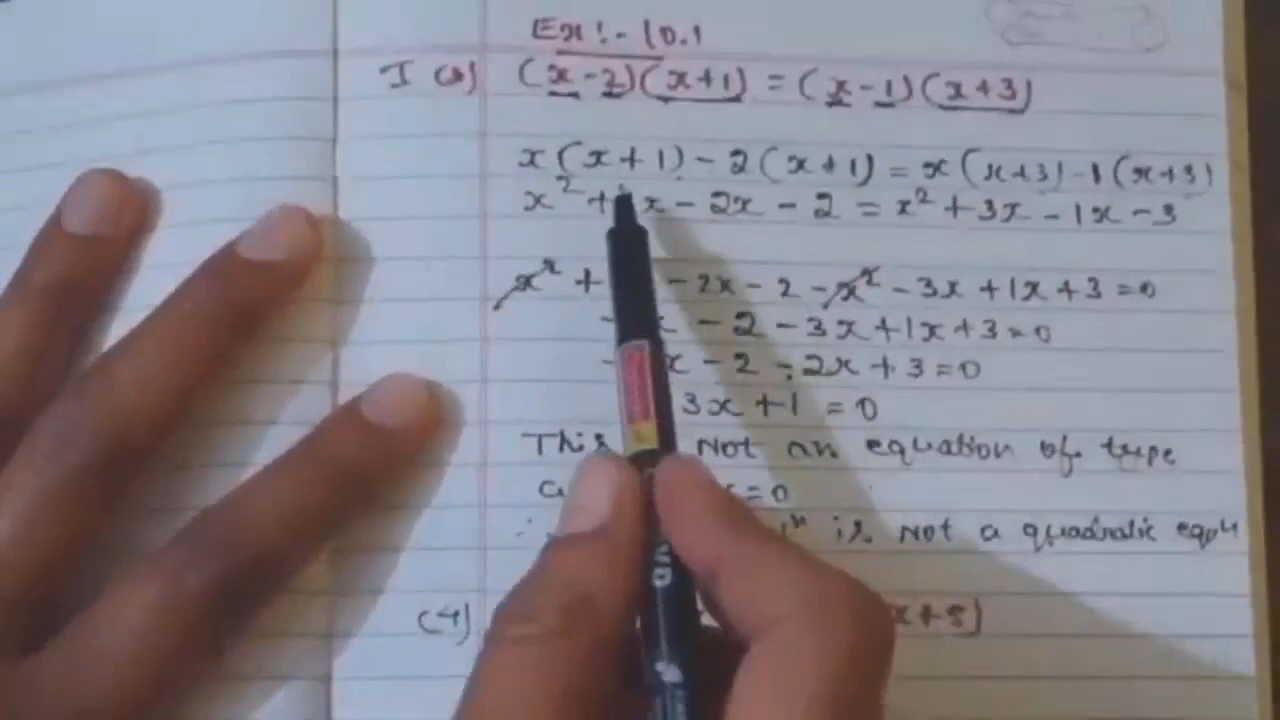 Ex:- 10.1
I (3) (x-2)(x+1) = (x-1)(x+3)
x(x+1) - 2(x+1) = x(x+3) - 1(x+3)
x² + x - 2x - 2 = x² + 3x - 1x - 3
x² + - 2x - 2 - x² - 3x + 1x + 3 = 0
- x - 2 - 3x + 1x + 3 = 0
- x - 2 - 2x + 3 = 0
3x + 1 = 0
This Not an equation of type
= 0
is Not a quadratic eqn
(4) x+5)